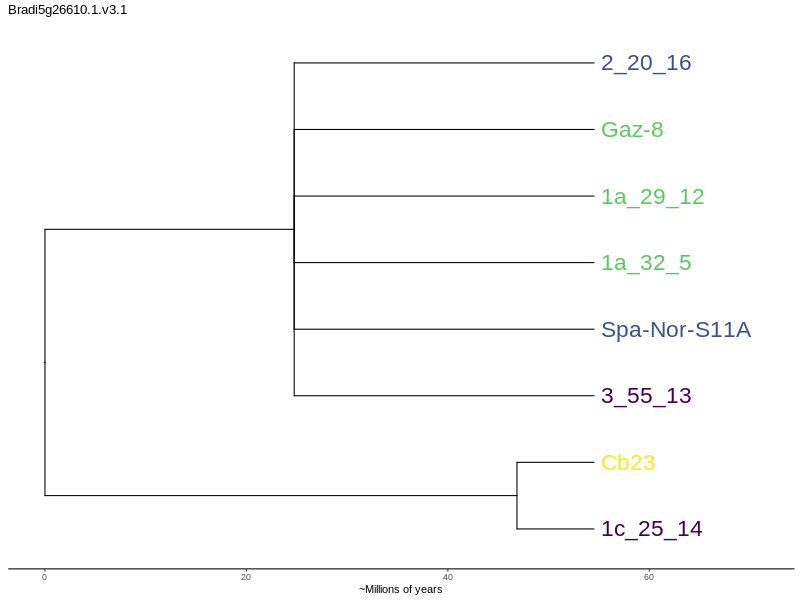 Bradi5g26610.1.v3.1
2_20_16
Gaz-8
1a_29_12
1a_32_5
Spa-Nor-S11A
3_55_13
Cb23
1c_25_14
0 20 40 60
~Millions of years